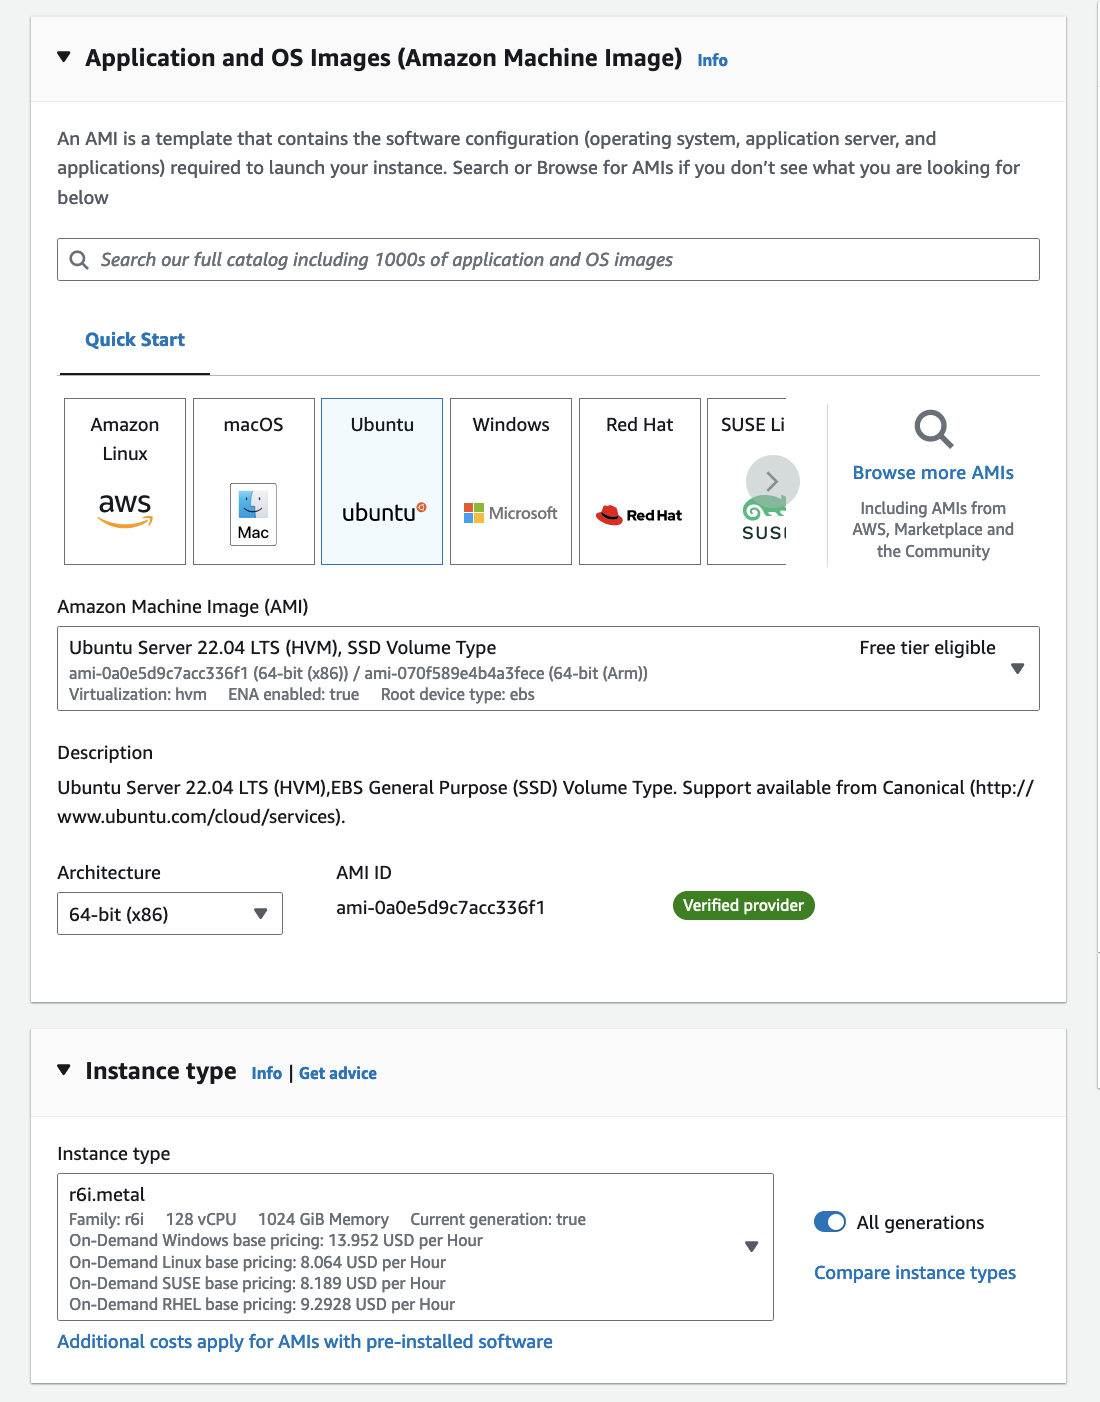 Application and OS Images (Amazon Machine Image) Info
An AMI is a template that contains the software configuration (operating system, application server, and
applications) required to launch your instance. Search or Browse for AMIs if you don’t see what you are looking for
below
Search our full catalog including 1000s of application and OS images
Quick Start
Amazon
Linux
aws
macOS
Mac
Ubuntu
ubuntu
Windows
Microsoft
Red Hat
Red Hat
SUSE Li
SUS
Browse more AMIs
Including AMIs from
AWS, Marketplace and
the Community
Amazon Machine Image (AMI)
Ubuntu Server 22.04 LTS (HVM), SSD Volume Type Free tier eligible
ami-0a0e5d9c7acc336f1 (64-bit (x86)) / ami-070f589e4b4a3fece (64-bit (Arm))
Virtualization: hvm ENA enabled: true Root device type: ebs
Description
Ubuntu Server 22.04 LTS (HVM),EBS General Purpose (SSD) Volume Type. Support available from Canonical (http://
www.ubuntu.com/cloud/services).
Architecture AMI ID
64-bit (x86) ami-0a0e5d9c7acc336f1 Verified provider
Instance type Info | Get advice
Instance type
r6i.metal
Family: r6i 128 vCPU 1024 GiB Memory Current generation: true
On-Demand Windows base pricing: 13.952 USD per Hour
On-Demand Linux base pricing: 8.064 USD per Hour
On-Demand SUSE base pricing: 8.189 USD per Hour
On-Demand RHEL base pricing: 9.2928 USD per Hour
All generations
Compare instance types
Additional costs apply for AMIs with pre-installed software